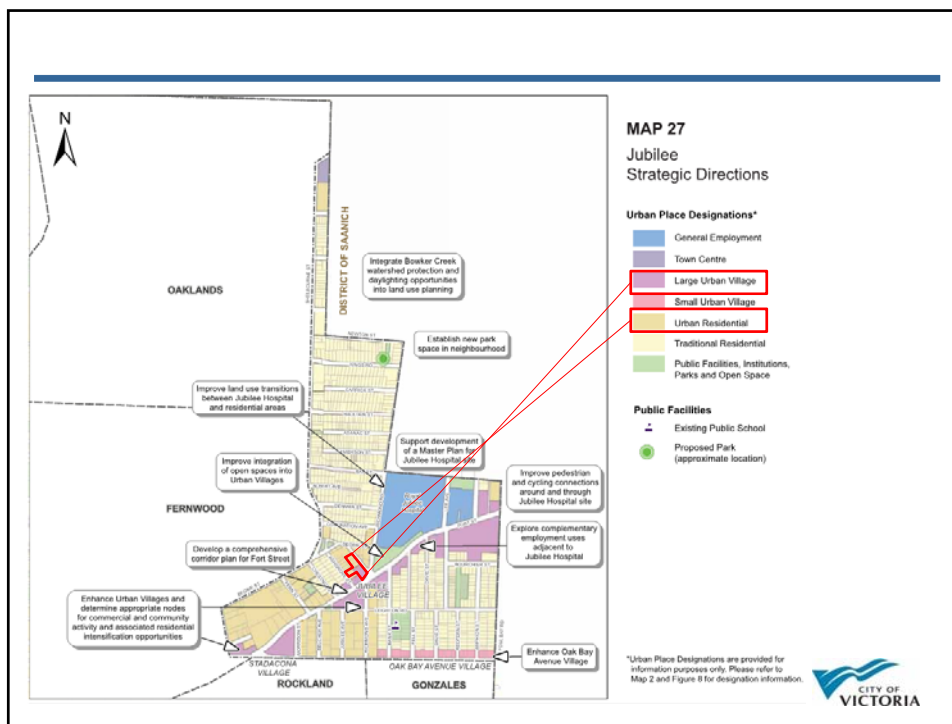 N
MAP 27
Jubilee
Strategic Directions
Urban Place Designations*
General Employment
Town Centre
Large Urban Village
Small Urban Village
Urban Residential
Traditional Residential
Public Facilities, Institutions,
Parks and Open Space
Public Facilities
Existing Public School
Proposed Park
(approximate location)
OAKLANDS
DISTRICT OF SAANICH
Integrate Bowker Creek
watershed protection and
daylighting opportunities
into land use planning
Establish new park
space in neighbourhood
Improve land use transitions
between Jubilee Hospital
and residential areas
Support development
of a Master Plan for
Jubilee Hospital site
Improve integration
of open spaces into
Urban Villages
Improve pedestrian
and cycling connections
around and through
Jubilee Hospital site
FERNWOOD
Explore complementary
employment uses
adjacent to
Jubilee Hospital
Develop a comprehensive
corridor plan for Fort Street
JUBILEE
VILLAGE
Enhance Urban Villages and
determine appropriate nodes
for commercial and community
activity and associated residential
intensification opportunities
Enhance Oak Bay
Avenue Village
STADACONA
VILLAGE
OAK BAY AVENUE VILLAGE
ROCKLAND
GONZALES
*Urban Place Designations are provided for
information purposes only. Please refer to
Map 2 and Figure 8 for designation information.
CITY OF
VICTORIA